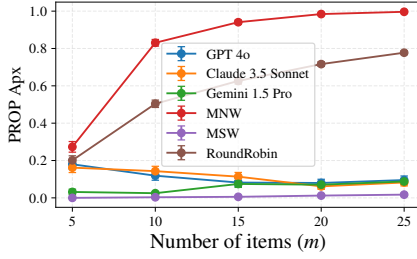 PROP Apx
1.0
0.8
0.6
0.4
0.2
0.0
GPT 4o
Claude 3.5 Sonnet
Gemini 1.5 Pro
MNW
MSW
RoundRobin
5
10
15
20
25
Number of items (m)